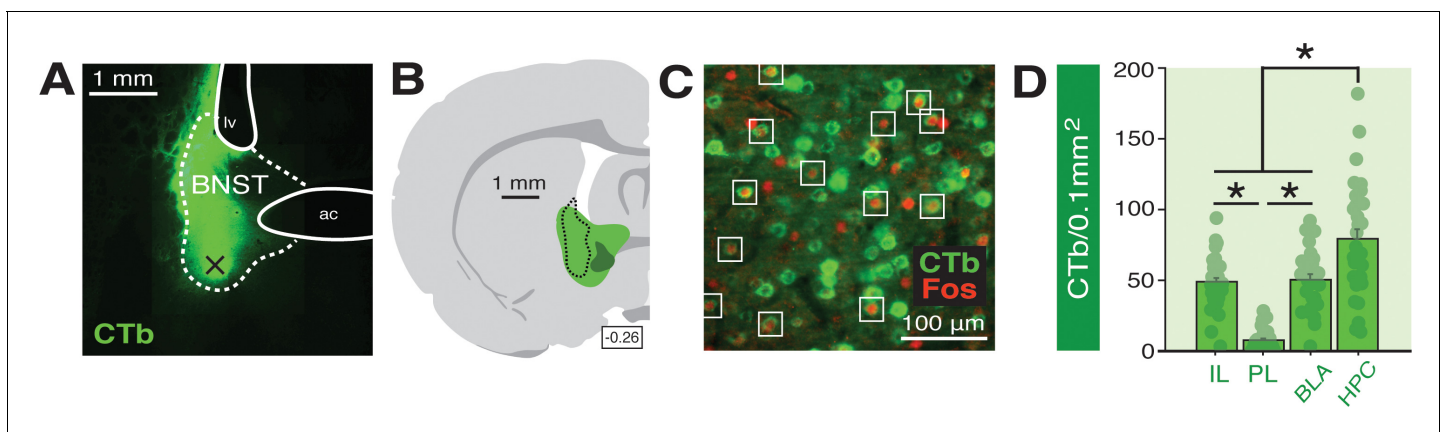 A
1 mm
lv
BNST
ac
CTb
B
1 mm
-0.26
C
CTb
Fos
100 µm
D
CTb/0.1mm²
200
150
100
50
0
*
*
*
IL
PL
BLA
HPC